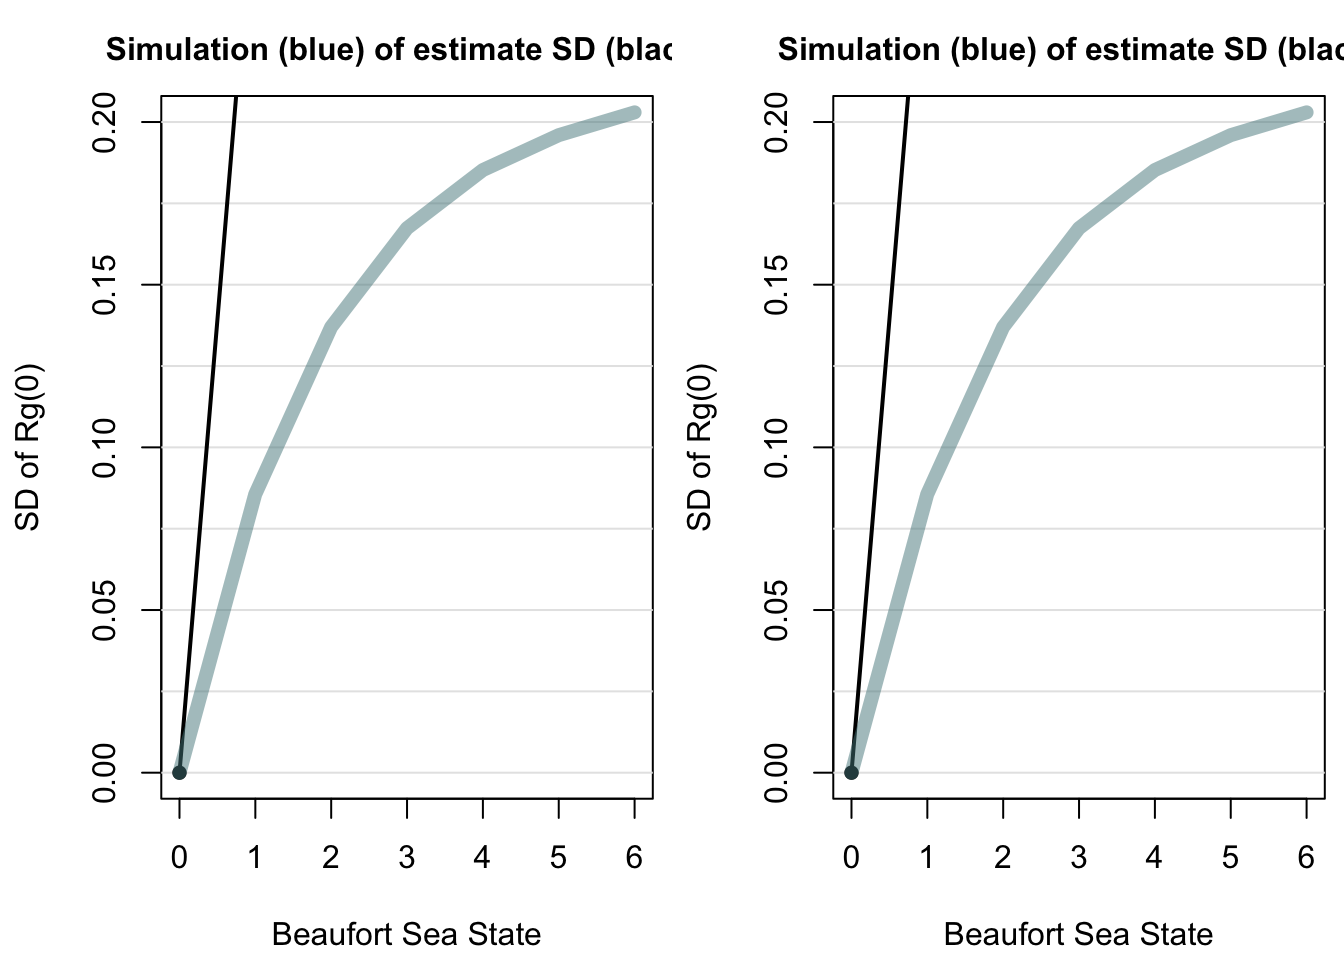 Simulation (blue) of estimate SD (blac
SD of Rg(0)
0.20
0.15
0.10
0.05
0.00
0 1 2 3 4 5 6
Beaufort Sea State
Simulation (blue) of estimate SD (blac
SD of Rg(0)
0.20
0.15
0.10
0.05
0.00
0 1 2 3 4 5 6
Beaufort Sea State